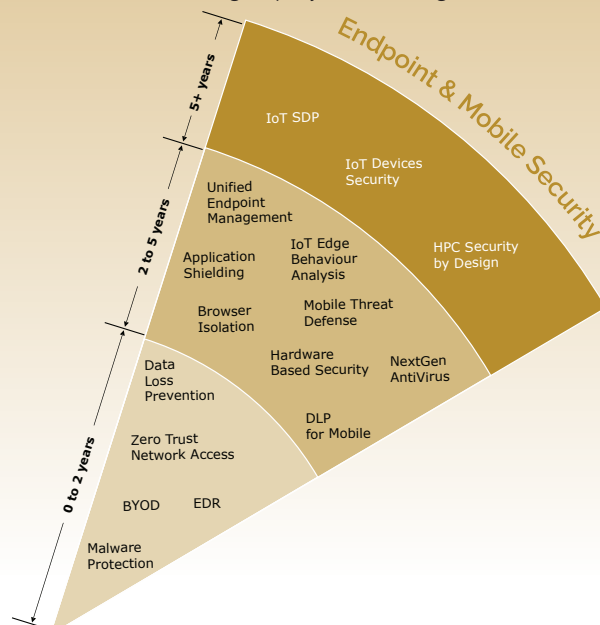 Endpoint & Mobile Security
5+ years
IoT SDP
IoT Devices
Security
HPC Security
by Design
2 to 5 years
Unified
Endpoint
Management
Application
Shielding
IoT Edge
Behaviour
Analysis
Browser
Isolation
Mobile Threat
Defense
Hardware
Based Security
NextGen
AntiVirus
DLP
for Mobile
0 to 2 years
Data
Loss
Prevention
Zero Trust
Network Access
BYOD
EDR
Malware
Protection